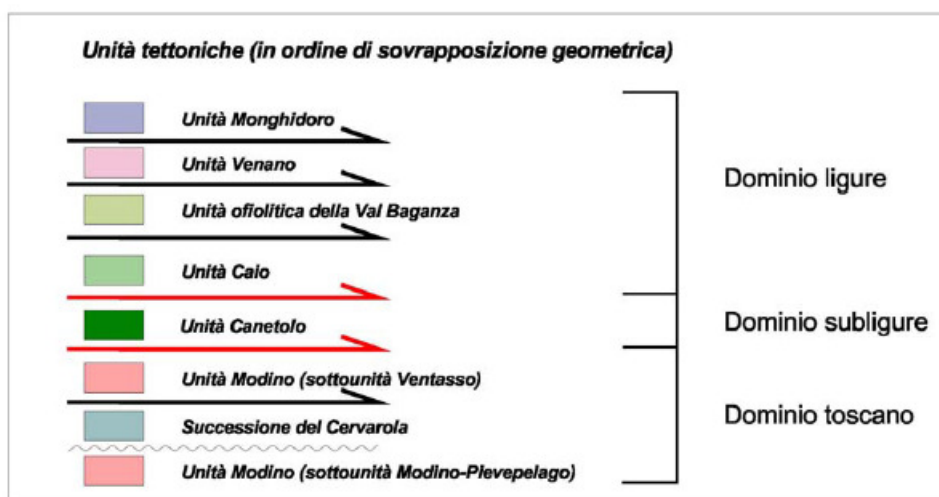 Unità tettoniche (in ordine di sovrapposizione geometrica)
Unità Monghidoro
Unità Venano
Unità ofiolitica della Val Baganza
Unità Caio
Unità Canetolo
Unità Modino (sottounità Ventasso)
Successione del Cervarola
Unità Modino (sottounità Modino-Pievepelago)
Dominio ligure
Dominio subligure
Dominio toscano